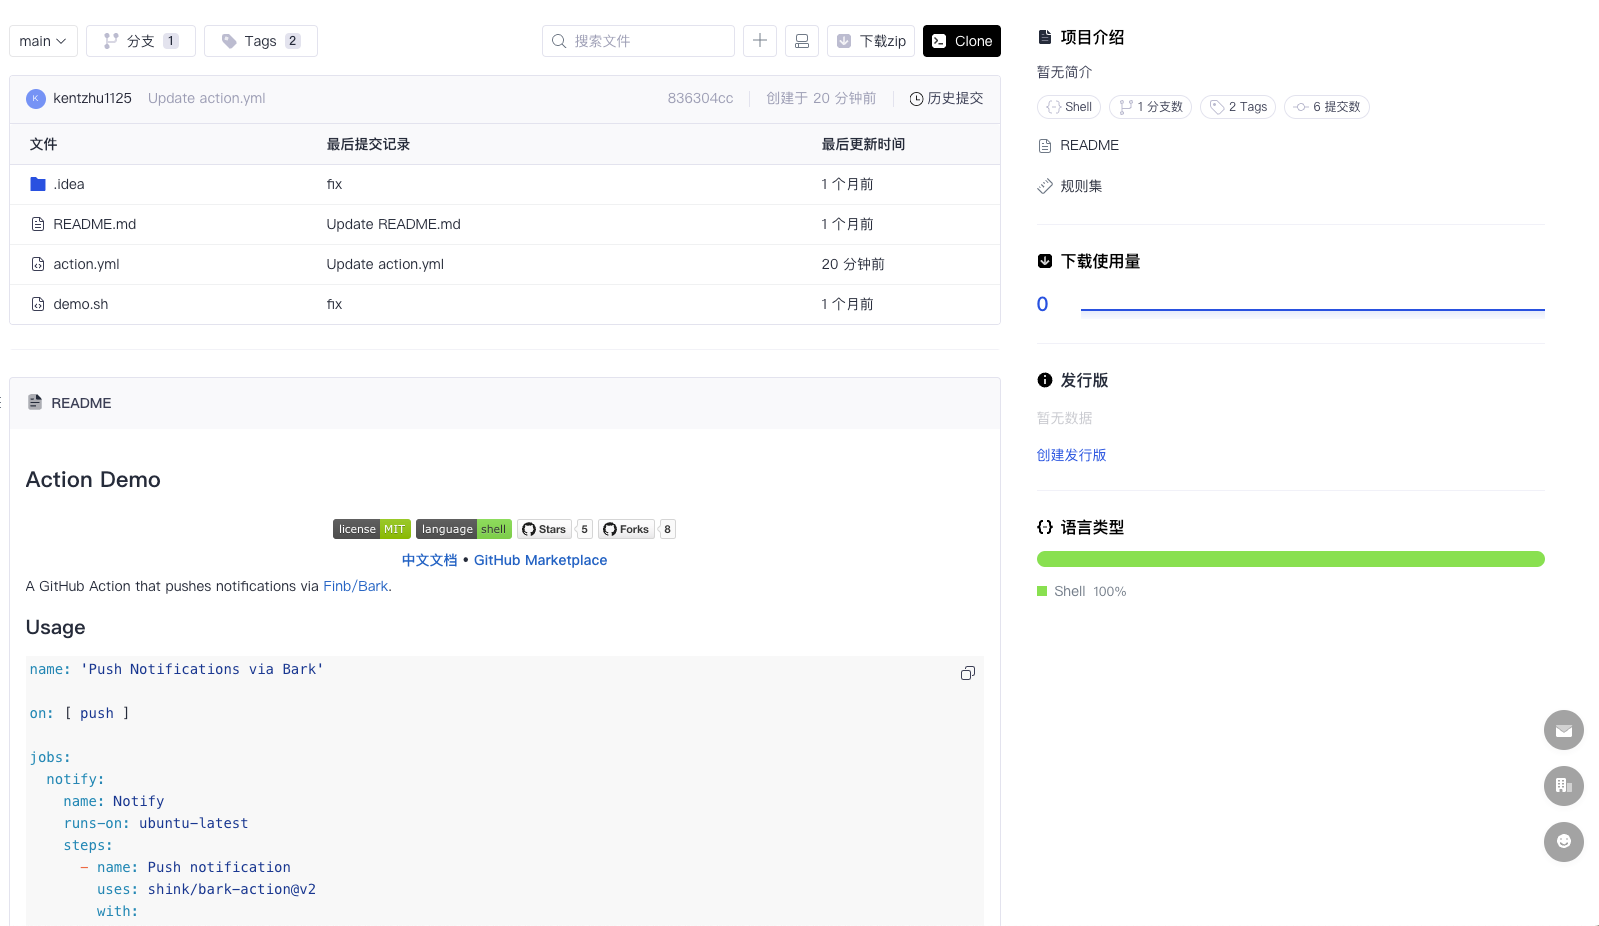 main 分支 1 Tags 2 搜索文件 下载zip Clone
K kentzhu1125 Update action.yml 836304cc 创建于 20 分钟前 历史提交
文件 最后提交记录 最后更新时间
.idea fix 1 个月前
README.md Update README.md 1 个月前
action.yml Update action.yml 20 分钟前
demo.sh fix 1 个月前
README
Action Demo
license MIT language shell Stars 5 Forks 8
中文文档 • GitHub Marketplace
A GitHub Action that pushes notifications via Finb/Bark.
Usage
name: 'Push Notifications via Bark'
on: [ push ]
jobs:
notify:
name: Notify
runs-on: ubuntu-latest
steps:
- name: Push notification
uses: shink/bark-action@v2
with:
项目介绍
暂无简介
Shell 1 分支数 2 Tags 6 提交数
README
规则集
下载使用量
0
发行版
暂无数据
创建发行版
语言类型
Shell 100%